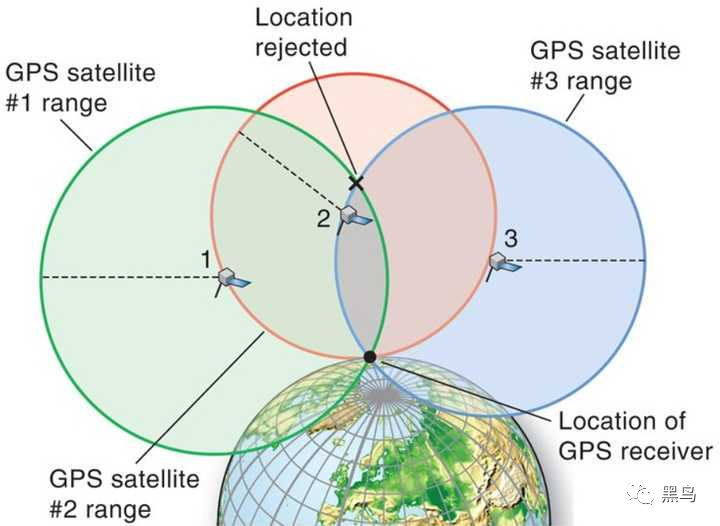 Location
rejected
GPS satellite
#1 range
GPS satellite
#3 range
2
1
3
Location of
GPS receiver
GPS satellite
#2 range
黑鸟